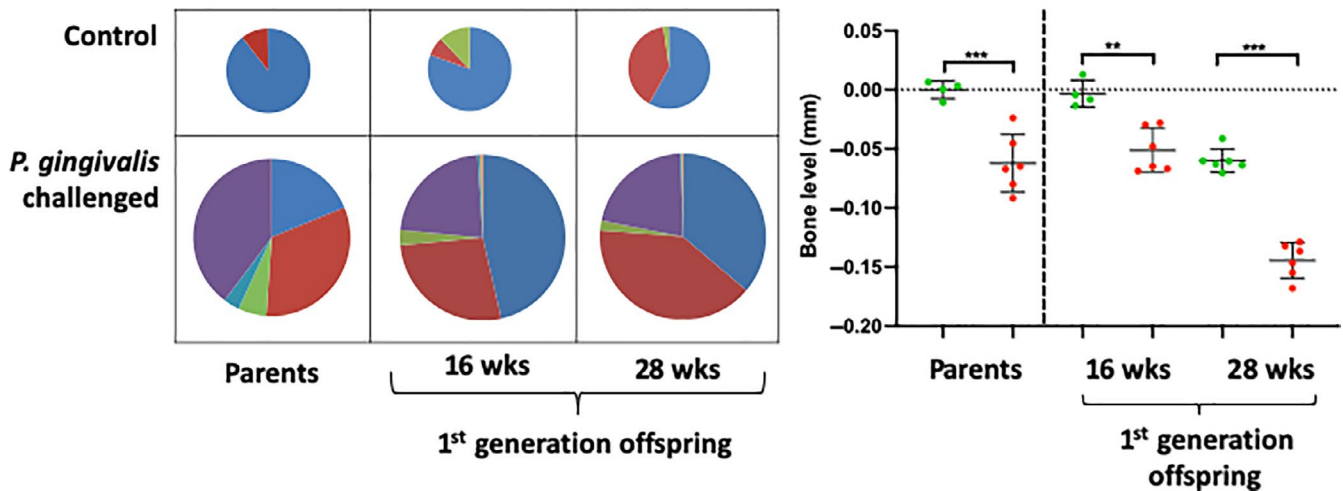 Control
P. gingivalis
challenged
Parents
16 wks
28 wks
1st generation offspring
Bone level (mm)
0.05
0.00
−0.05
−0.10
−0.15
−0.20
***
**
***
Parents
16 wks
28 wks
1st generation
offspring